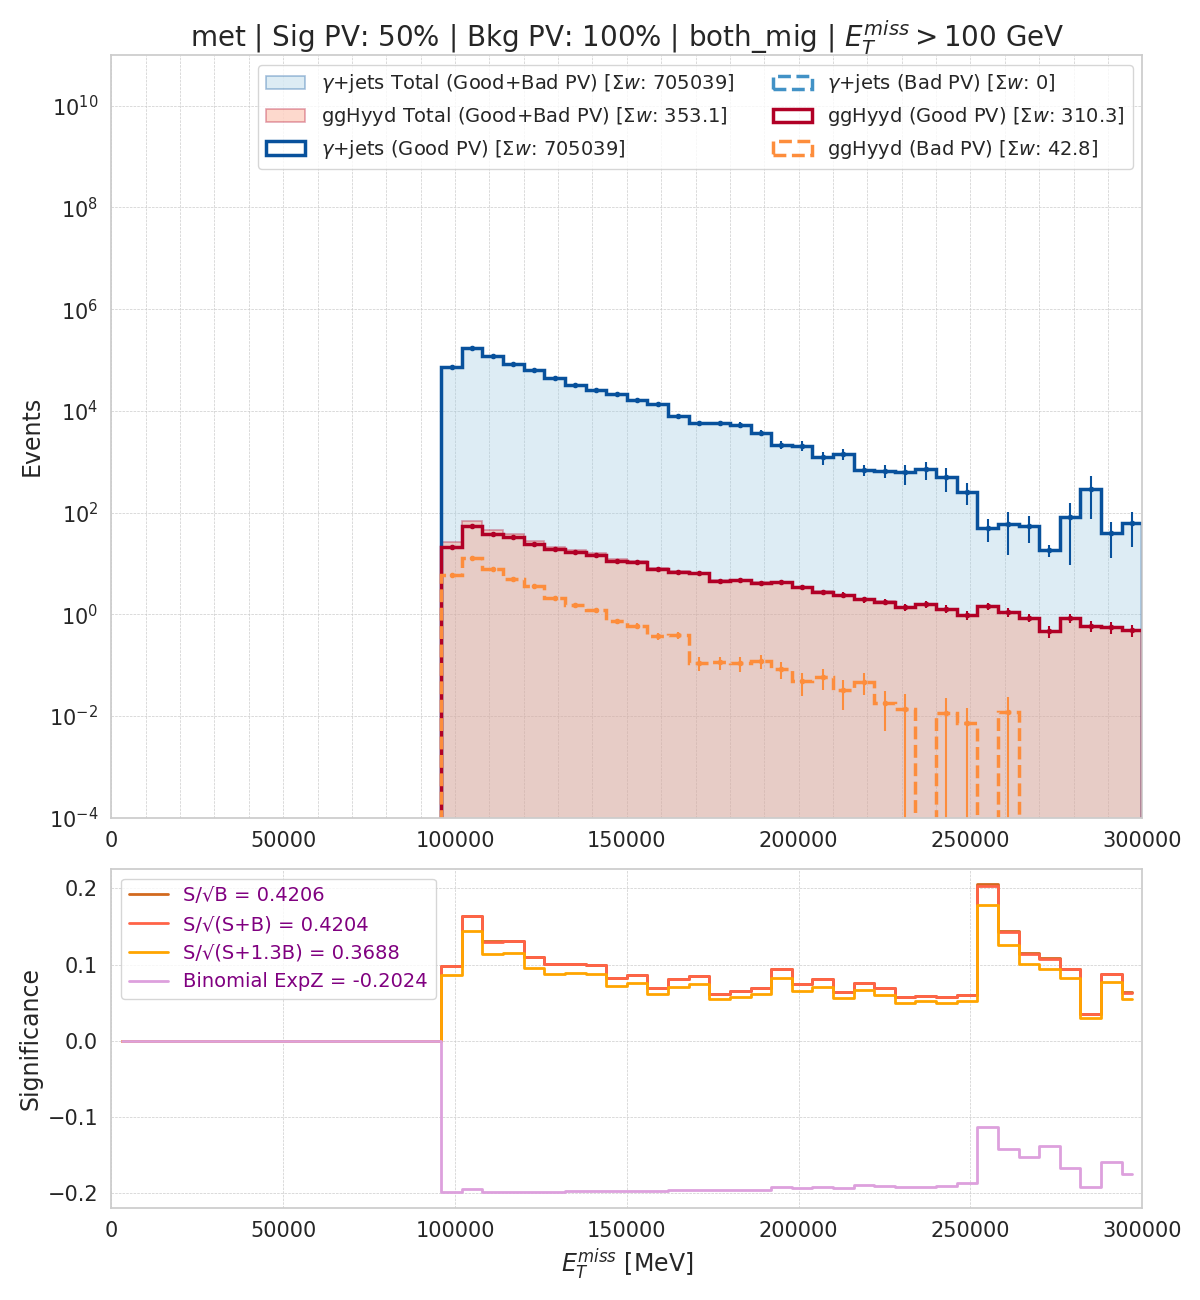 met | Sig PV: 50% | Bkg PV: 100% | both_mig | $E_T^{miss} > 100$ GeV
γ+jets Total (Good+Bad PV) [Σw: 705039]
ggHyyd Total (Good+Bad PV) [Σw: 353.1]
γ+jets (Good PV) [Σw: 705039]
γ+jets (Bad PV) [Σw: 0]
ggHyyd (Good PV) [Σw: 310.3]
ggHyyd (Bad PV) [Σw: 42.8]
Events
10^{10}
10^{8}
10^{6}
10^{4}
10^{2}
10^{0}
10^{-2}
10^{-4}
0 50000 100000 150000 200000 250000 300000
S/√B = 0.4206
S/√(S+B) = 0.4204
S/√(S+1.3B) = 0.3688
Binomial ExpZ = -0.2024
Significance
0.2
0.1
0.0
−0.1
−0.2
0 50000 100000 150000 200000 250000 300000
$E_T^{miss}$ [MeV]